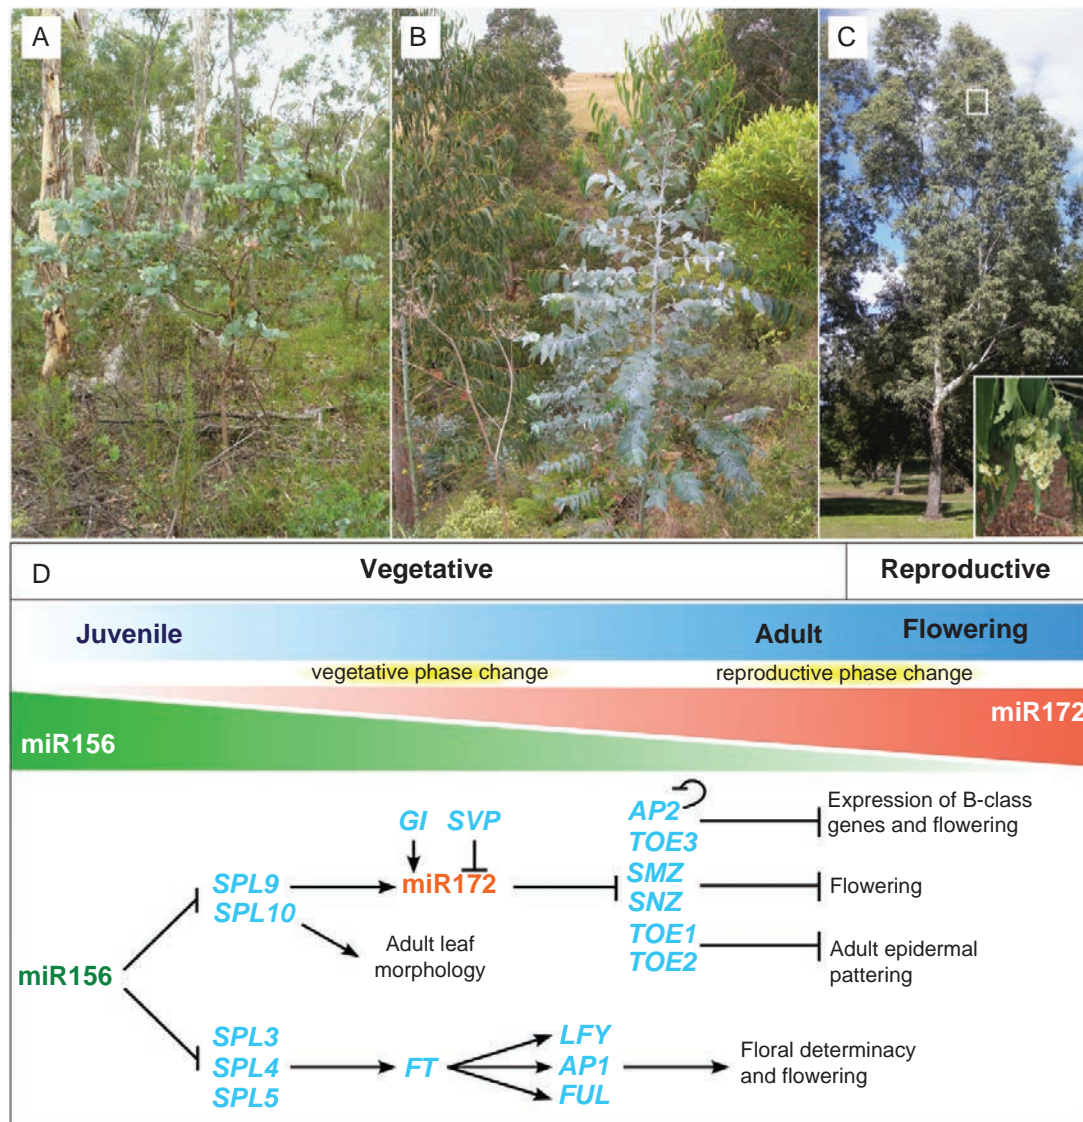 A
B
C
D
Vegetative
Reproductive
Juvenile
Adult
Flowering
vegetative phase change
reproductive phase change
miR172
miR156
GI
SVP
AP2
TOE3
Expression of B-class
genes and flowering
SPL9
SPL10
miR172
SMZ
SNZ
Flowering
Adult leaf
morphology
TOE1
TOE2
Adult epidermal
pattering
miR156
SPL3
SPL4
SPL5
FT
LFY
AP1
FUL
Floral determinacy
and flowering